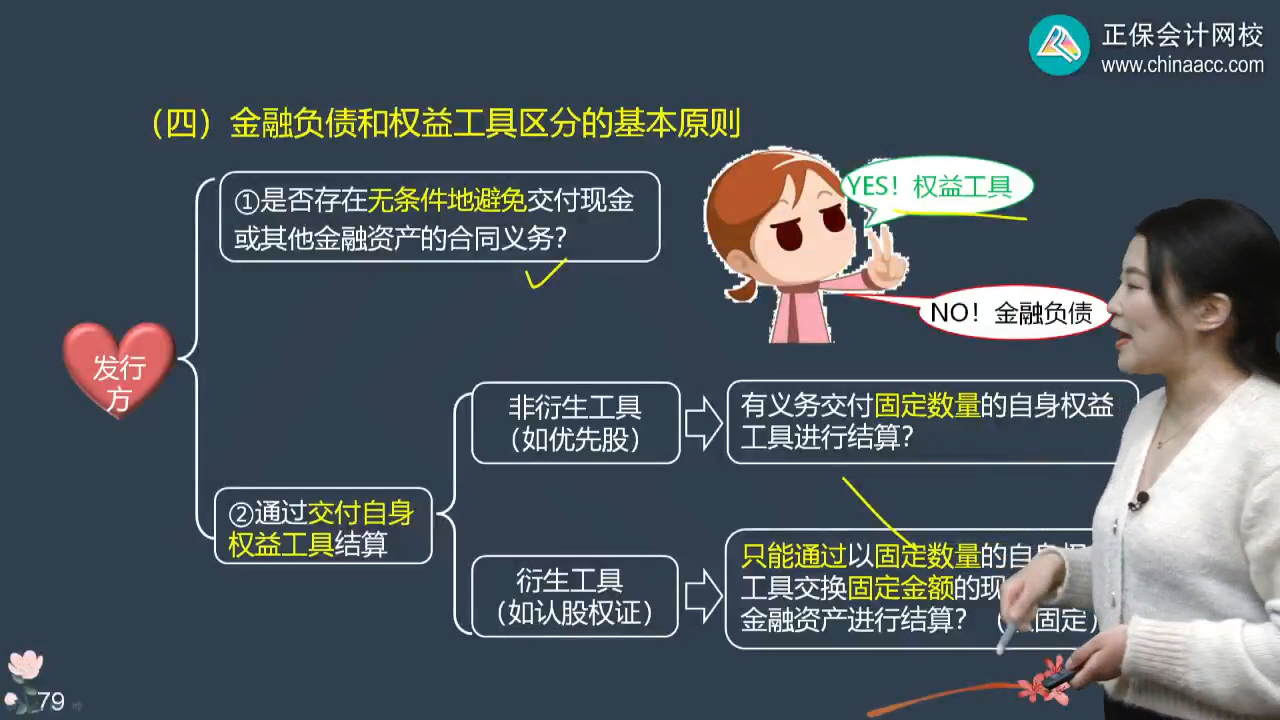 正保会计网校
www.chinaacc.com
（四）金融负债和权益工具区分的基本原则
①是否存在无条件地避免交付现金
或其他金融资产的合同义务？
YES！权益工具
NO！金融负债
发行
方
非衍生工具
（如优先股）
有义务交付固定数量的自身权益
工具进行结算？
②通过交付自身
权益工具结算
衍生工具
（如认股权证）
只能通过以固定数量的自身
工具交换固定金额的现
金融资产进行结算？（固定）
79